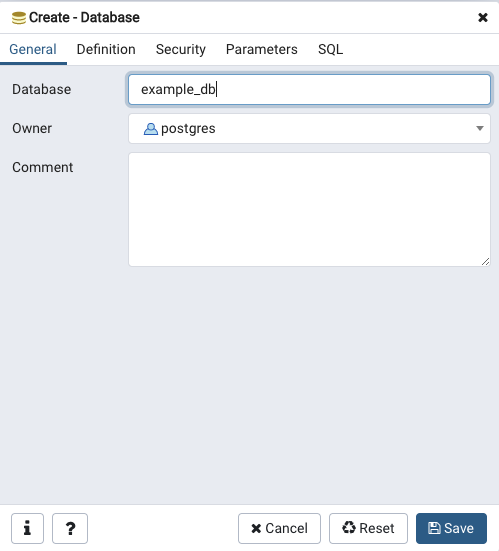 Create - Database
General Definition Security Parameters SQL
Database example_db
Owner postgres
Comment
i ? Cancel Reset Save